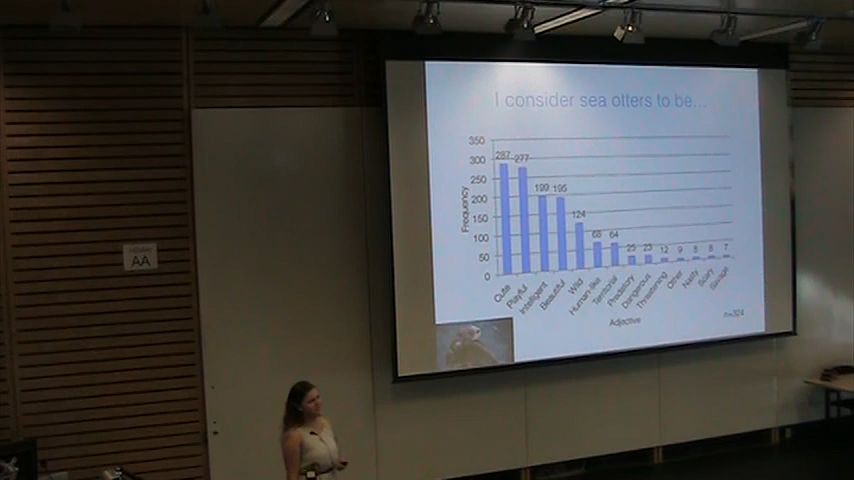 I consider sea otters to be...
350
300
250
200
150
100
50
0
Frequency
287
277
199
195
124
68
64
25
23
12
9
8
8
7
Cute
Playful
Intelligent
Beautiful
Wild
Human-like
Territorial
Predatory
Dangerous
Threatening
Other
Nasty
Scary
Savage
Adjective
n=324
AA